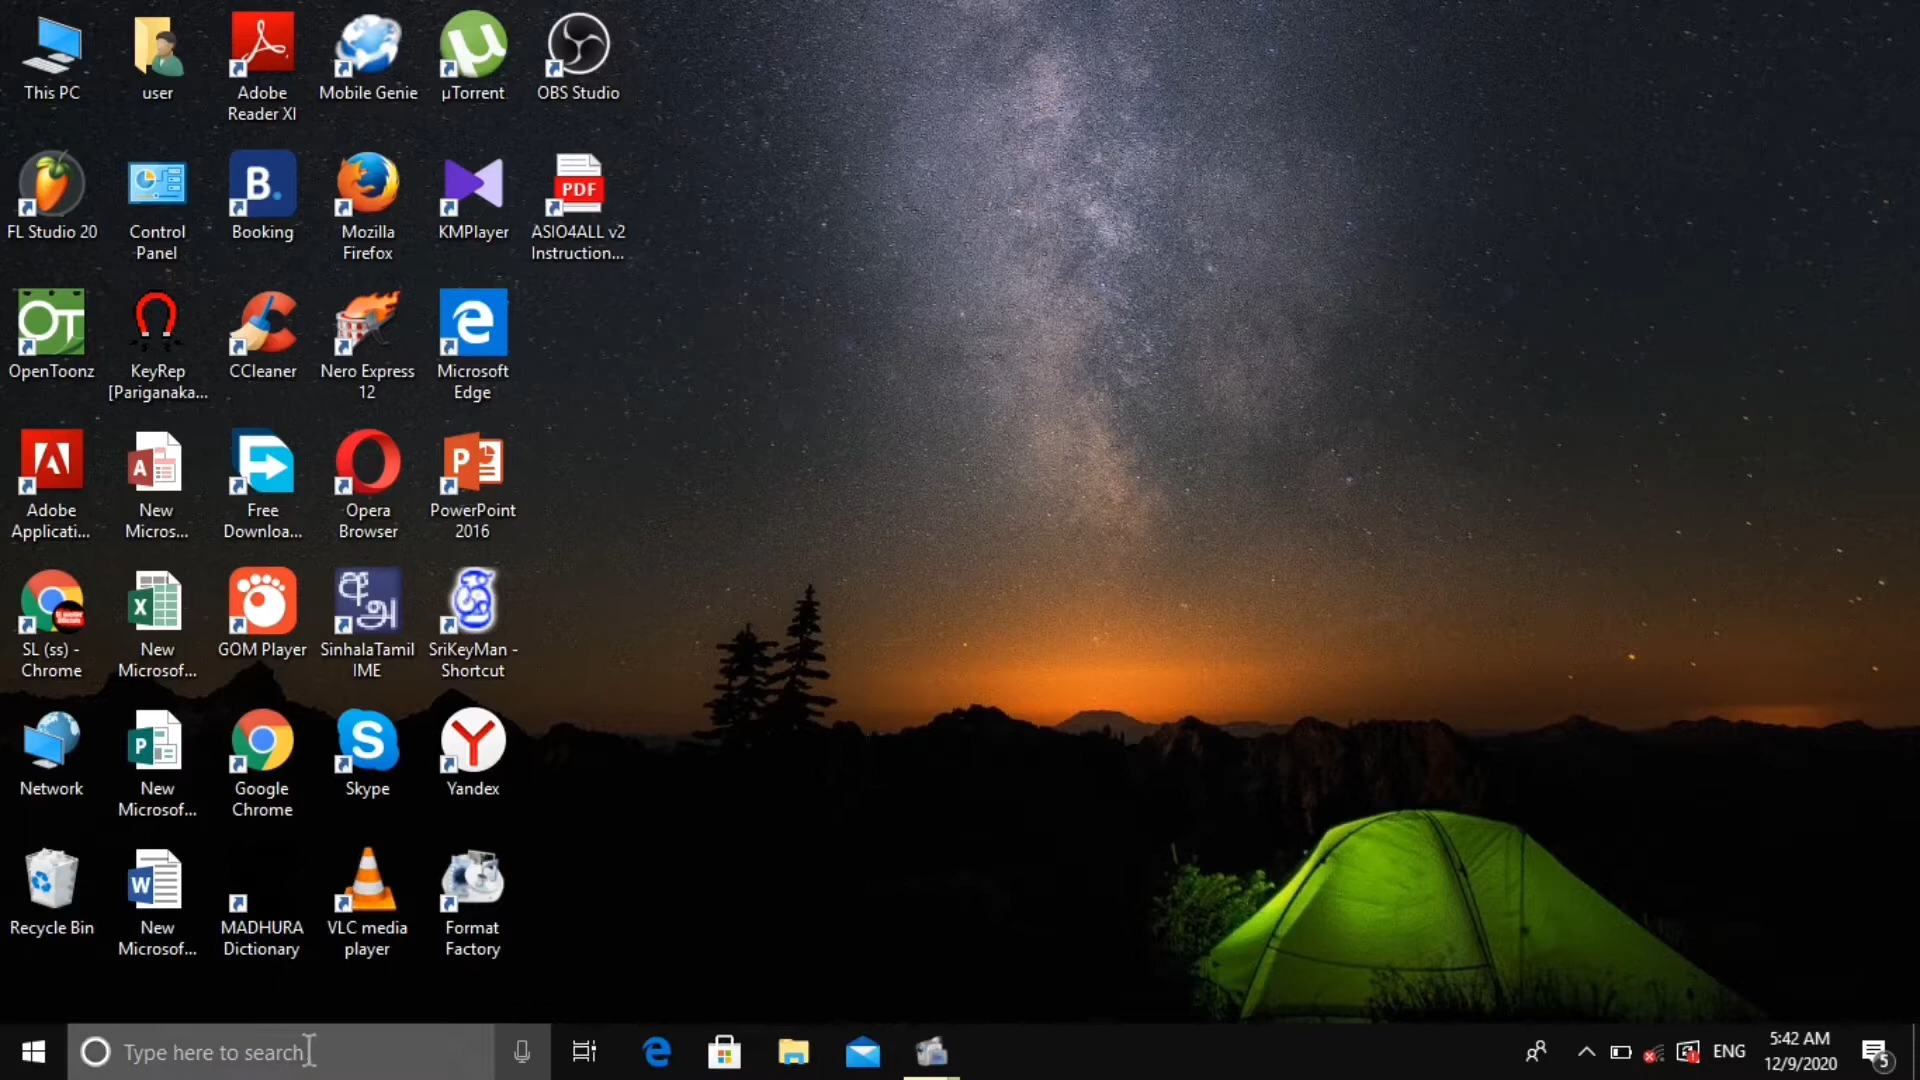 This PC
user
Adobe
Reader XI
Mobile Genie
µTorrent
OBS Studio
FL Studio 20
Control
Panel
Booking
Mozilla
Firefox
KMPlayer
ASIO4ALL v2
Instruction...
OpenToonz
KeyRep
[Pariganaka...
CCleaner
Nero Express
12
Microsoft
Edge
Adobe
Applicati...
New
Micros...
Free
Downloa...
Opera
Browser
PowerPoint
2016
SL (ss) -
Chrome
New
Microsof...
GOM Player
SinhalaTamil
IME
SriKeyMan -
Shortcut
Network
New
Microsof...
Google
Chrome
Skype
Yandex
Recycle Bin
New
Microsof...
MADHURA
Dictionary
VLC media
player
Format
Factory
Type here to search
ENG
5:42 AM
12/9/2020
5